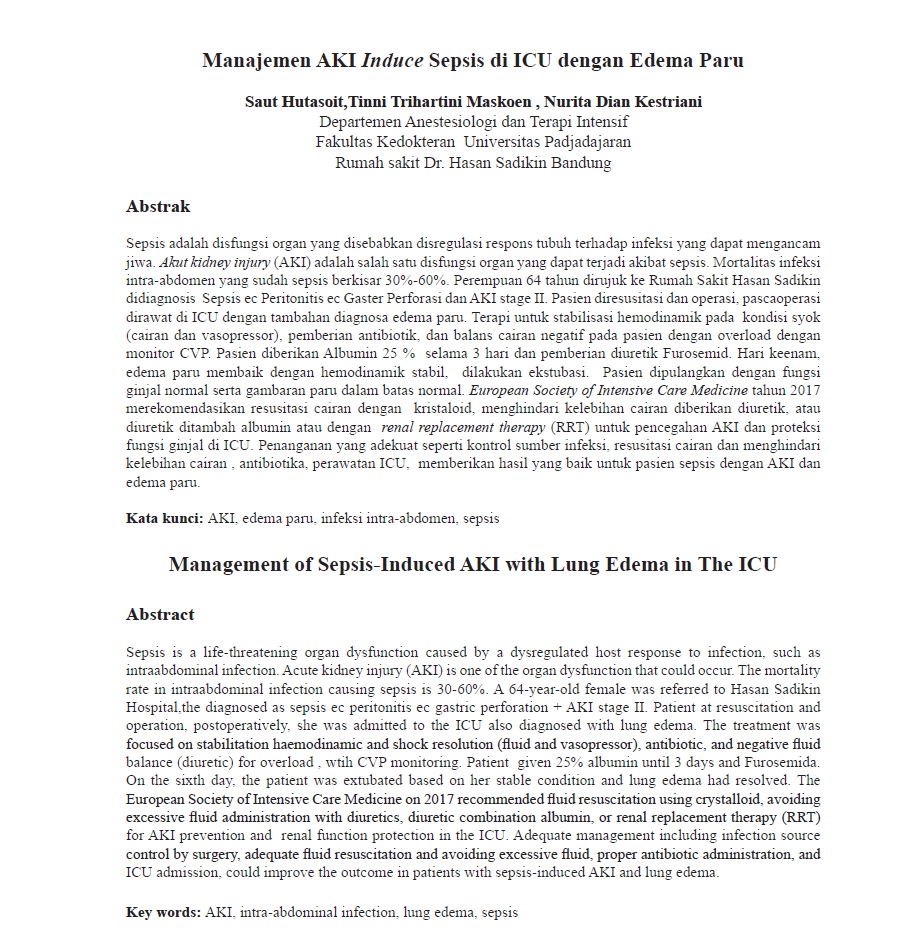 Manajemen AKI Induce Sepsis di ICU dengan Edema Paru
Saut Hutasoit,Tinni Trihartini Maskoen , Nurita Dian Kestriani
Departemen Anestesiologi dan Terapi Intensif
Fakultas Kedokteran  Universitas Padjadajaran
Rumah sakit Dr. Hasan Sadikin Bandung
Abstrak
Sepsis adalah disfungsi organ yang disebabkan disregulasi respons tubuh terhadap infeksi yang dapat mengancam
jiwa. Akut kidney injury (AKI) adalah salah satu disfungsi organ yang dapat terjadi akibat sepsis. Mortalitas infeksi
intra-abdomen yang sudah sepsis berkisar 30%-60%. Perempuan 64 tahun dirujuk ke Rumah Sakit Hasan Sadikin
didiagnosis  Sepsis ec Peritonitis ec Gaster Perforasi dan AKI stage II. Pasien diresusitasi dan operasi, pascaoperasi
dirawat di ICU dengan tambahan diagnosa edema paru. Terapi untuk stabilisasi hemodinamik pada  kondisi syok
(cairan dan vasopressor), pemberian antibiotik, dan balans cairan negatif pada pasien dengan overload dengan
monitor CVP. Pasien diberikan Albumin 25 %  selama 3 hari dan pemberian diuretik Furosemid. Hari keenam,
edema paru membaik dengan hemodinamik stabil,  dilakukan ekstubasi.  Pasien dipulangkan dengan fungsi
ginjal normal serta gambaran paru dalam batas normal. European Society of Intensive Care Medicine tahun 2017
merekomendasikan resusitasi cairan dengan  kristaloid, menghindari kelebihan cairan diberikan diuretik, atau
diuretik ditambah albumin atau dengan  renal replacement therapy (RRT) untuk pencegahan AKI dan proteksi
fungsi ginjal di ICU. Penanganan yang adekuat seperti kontrol sumber infeksi, resusitasi cairan dan menghindari
kelebihan cairan , antibiotika, perawatan ICU,  memberikan hasil yang baik untuk pasien sepsis dengan AKI dan
edema paru.
Kata kunci: AKI, edema paru, infeksi intra-abdomen, sepsis
Management of Sepsis-Induced AKI with Lung Edema in The ICU
Abstract
Sepsis is a life-threatening organ dysfunction caused by a dysregulated host response to infection, such as
intraabdominal infection. Acute kidney injury (AKI) is one of the organ dysfunction that could occur. The mortality
rate in intraabdominal infection causing sepsis is 30-60%. A 64-year-old female was referred to Hasan Sadikin
Hospital,the diagnosed as sepsis ec peritonitis ec gastric perforation + AKI stage II. Patient at resuscitation and
operation, postoperatively, she was admitted to the ICU also diagnosed with lung edema. The treatment was
focused on stabilitation haemodinamic and shock resolution (fluid and vasopressor), antibiotic, and negative fluid
balance (diuretic) for overload , wtih CVP monitoring. Patient  given 25% albumin until 3 days and Furosemida.
On the sixth day, the patient was extubated based on her stable condition and lung edema had resolved. The
European Society of Intensive Care Medicine on 2017 recommended fluid resuscitation using crystalloid, avoiding
excessive fluid administration with diuretics, diuretic combination albumin, or renal replacement therapy (RRT)
for AKI prevention and  renal function protection in the ICU. Adequate management including infection source
control by surgery, adequate fluid resuscitation and avoiding excessive fluid, proper antibiotic administration, and
ICU admission, could improve the outcome in patients with sepsis-induced AKI and lung edema.
Key words: AKI, intra-abdominal infection, lung edema, sepsis